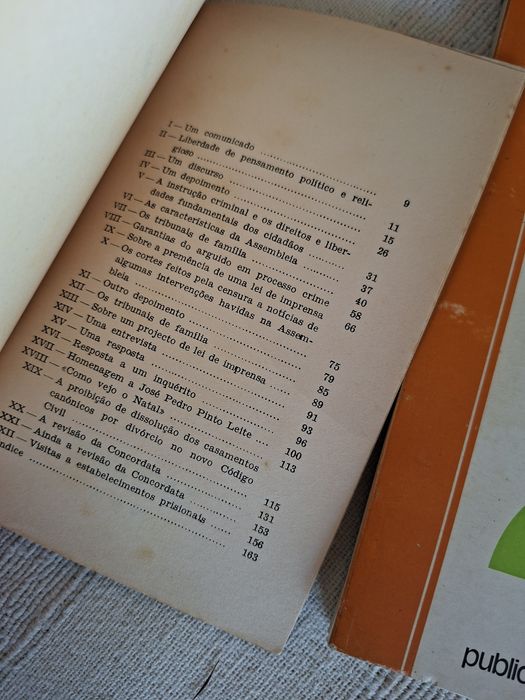 I — Um comunicado ........ 9
II — Liberdade de pensamento político e reli-
gioso ........ 11
III — Um discurso ........ 15
IV — Um depoimento ........ 26
V — A instrução criminal e os direitos e liber-
dades fundamentais dos cidadãos ........ 31
VI — As características da Assembleia ........ 37
VII — Os tribunais de família ........ 40
VIII — Garantias do arguido em processo crime 58
IX — Sobre a premência de uma lei de imprensa 66
X — Os cortes feitos pela censura a notícias de
algumas intervenções havidas na Assem-
bleia ........ 75
XI — Outro depoimento ........ 79
XII — Os tribunais de família ........ 85
XIII — Sobre um projecto de lei de imprensa .... 89
XIV — Uma entrevista ........ 91
XV — Uma resposta ........ 93
XVI — Resposta a um inquérito ........ 96
XVII — Homenagem a José Pedro Pinto Leite .... 100
XVIII — «Como vejo o Natal» ........ 113
XIX — A proibição de dissolução dos casamentos
canónicos por divórcio no novo Código
Civil ........ 115
XX — A revisão da Concordata ........ 131
XXI — Ainda a revisão da Concordata ........ 153
XII — Visitas a estabelecimentos prisionais ..... 156
ndice ........ 163
public